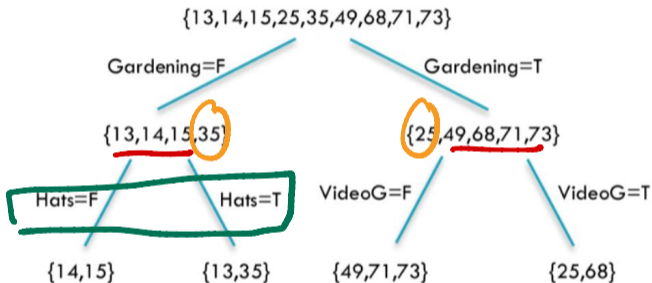 {13,14,15,25,35,49,68,71,73}
Gardening=F Gardening=T
{13,14,15,35} {25,49,68,71,73}
Hats=F Hats=T VideoG=F VideoG=T
{14,15} {13,35} {49,71,73} {25,68}